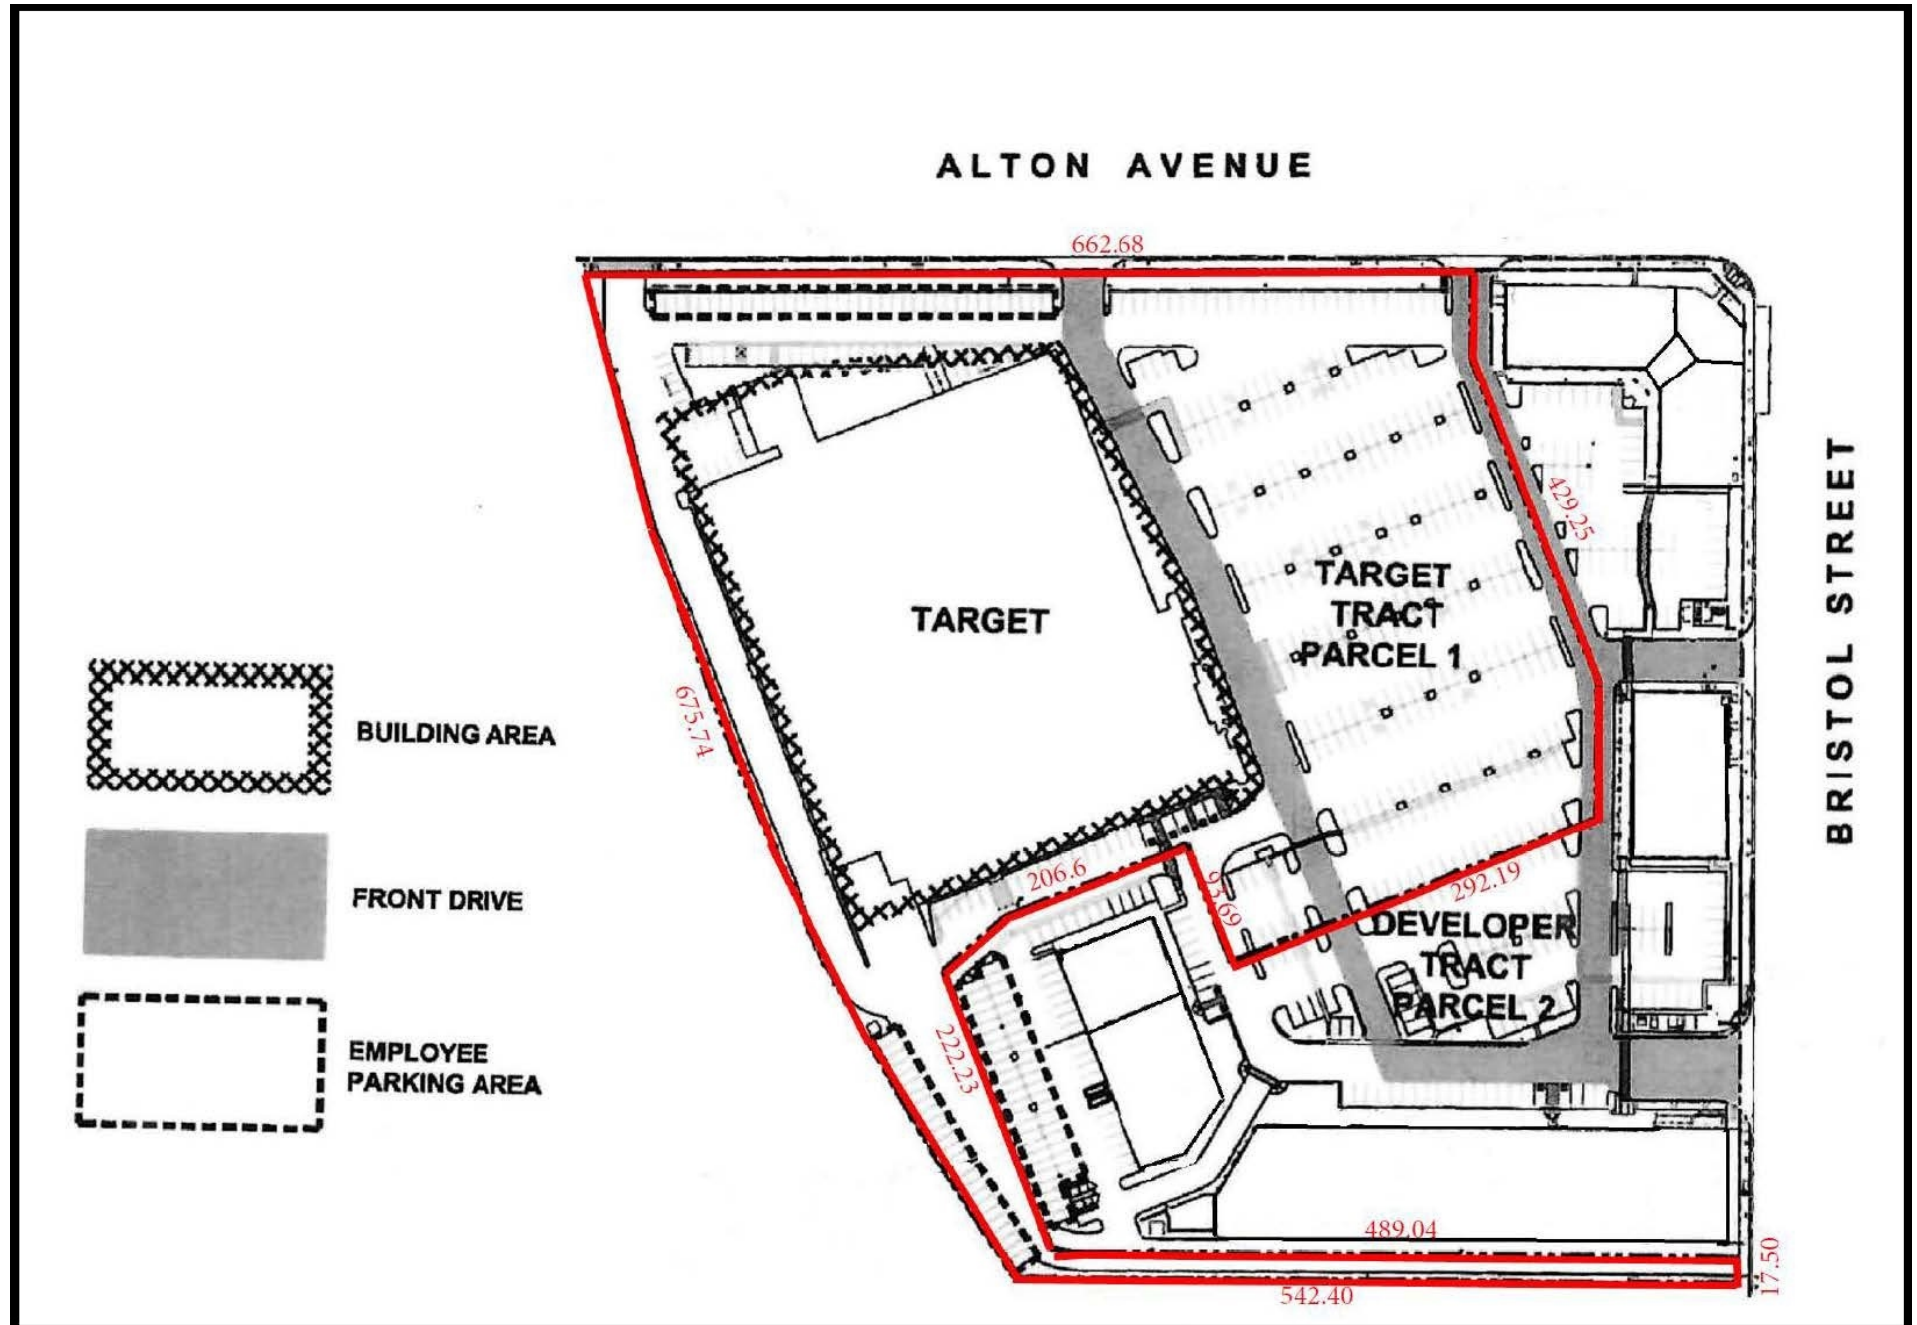 ALTON AVENUE
662.68
429.25
BRISTOL STREET
TARGET
TARGET
TRACT
PARCEL 1
675.74
BUILDING AREA
FRONT DRIVE
EMPLOYEE
PARKING AREA
206.6
93.69
292.19
DEVELOPER
TRACT
PARCEL 2
222.23
489.04
17.50
542.40